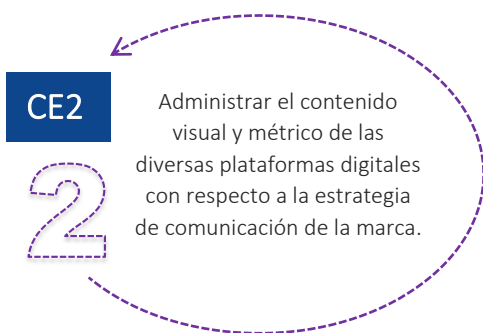 CE2
2
Administrar el contenido
visual y métrico de las
diversas plataformas digitales
con respecto a la estrategia
de comunicación de la marca.